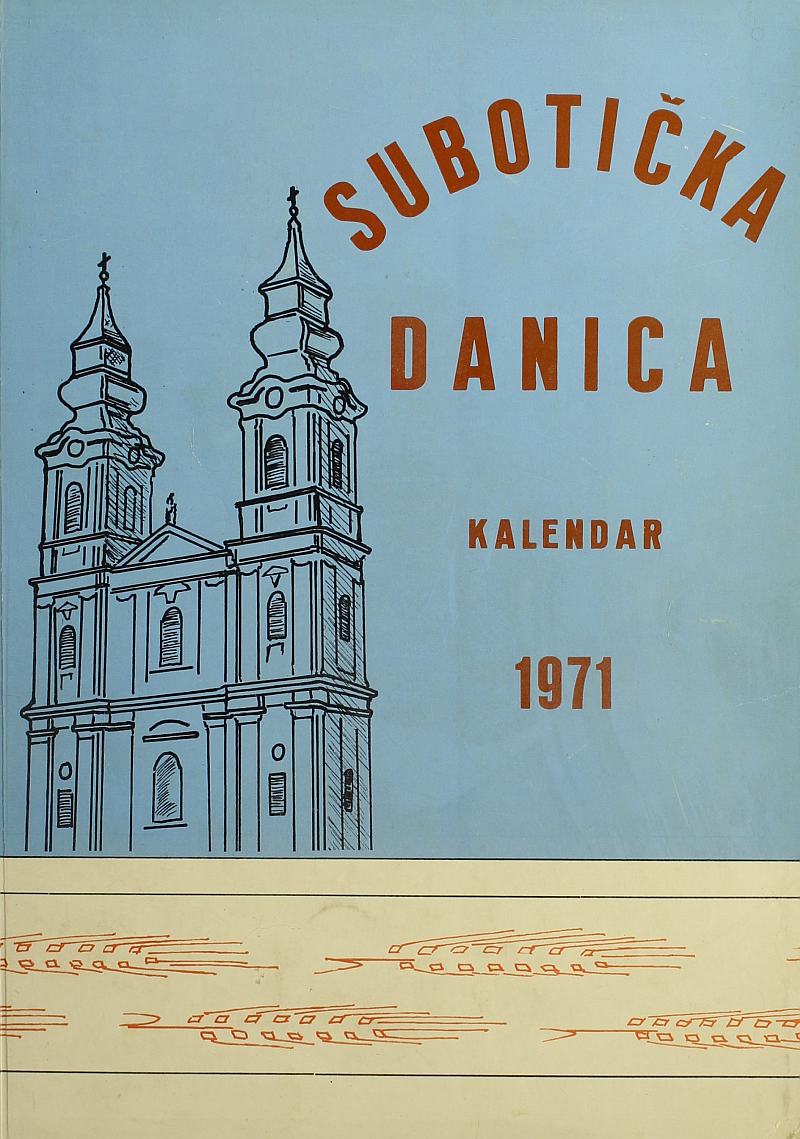 SUBOTIČKA
DANICA
KALENDAR
1971